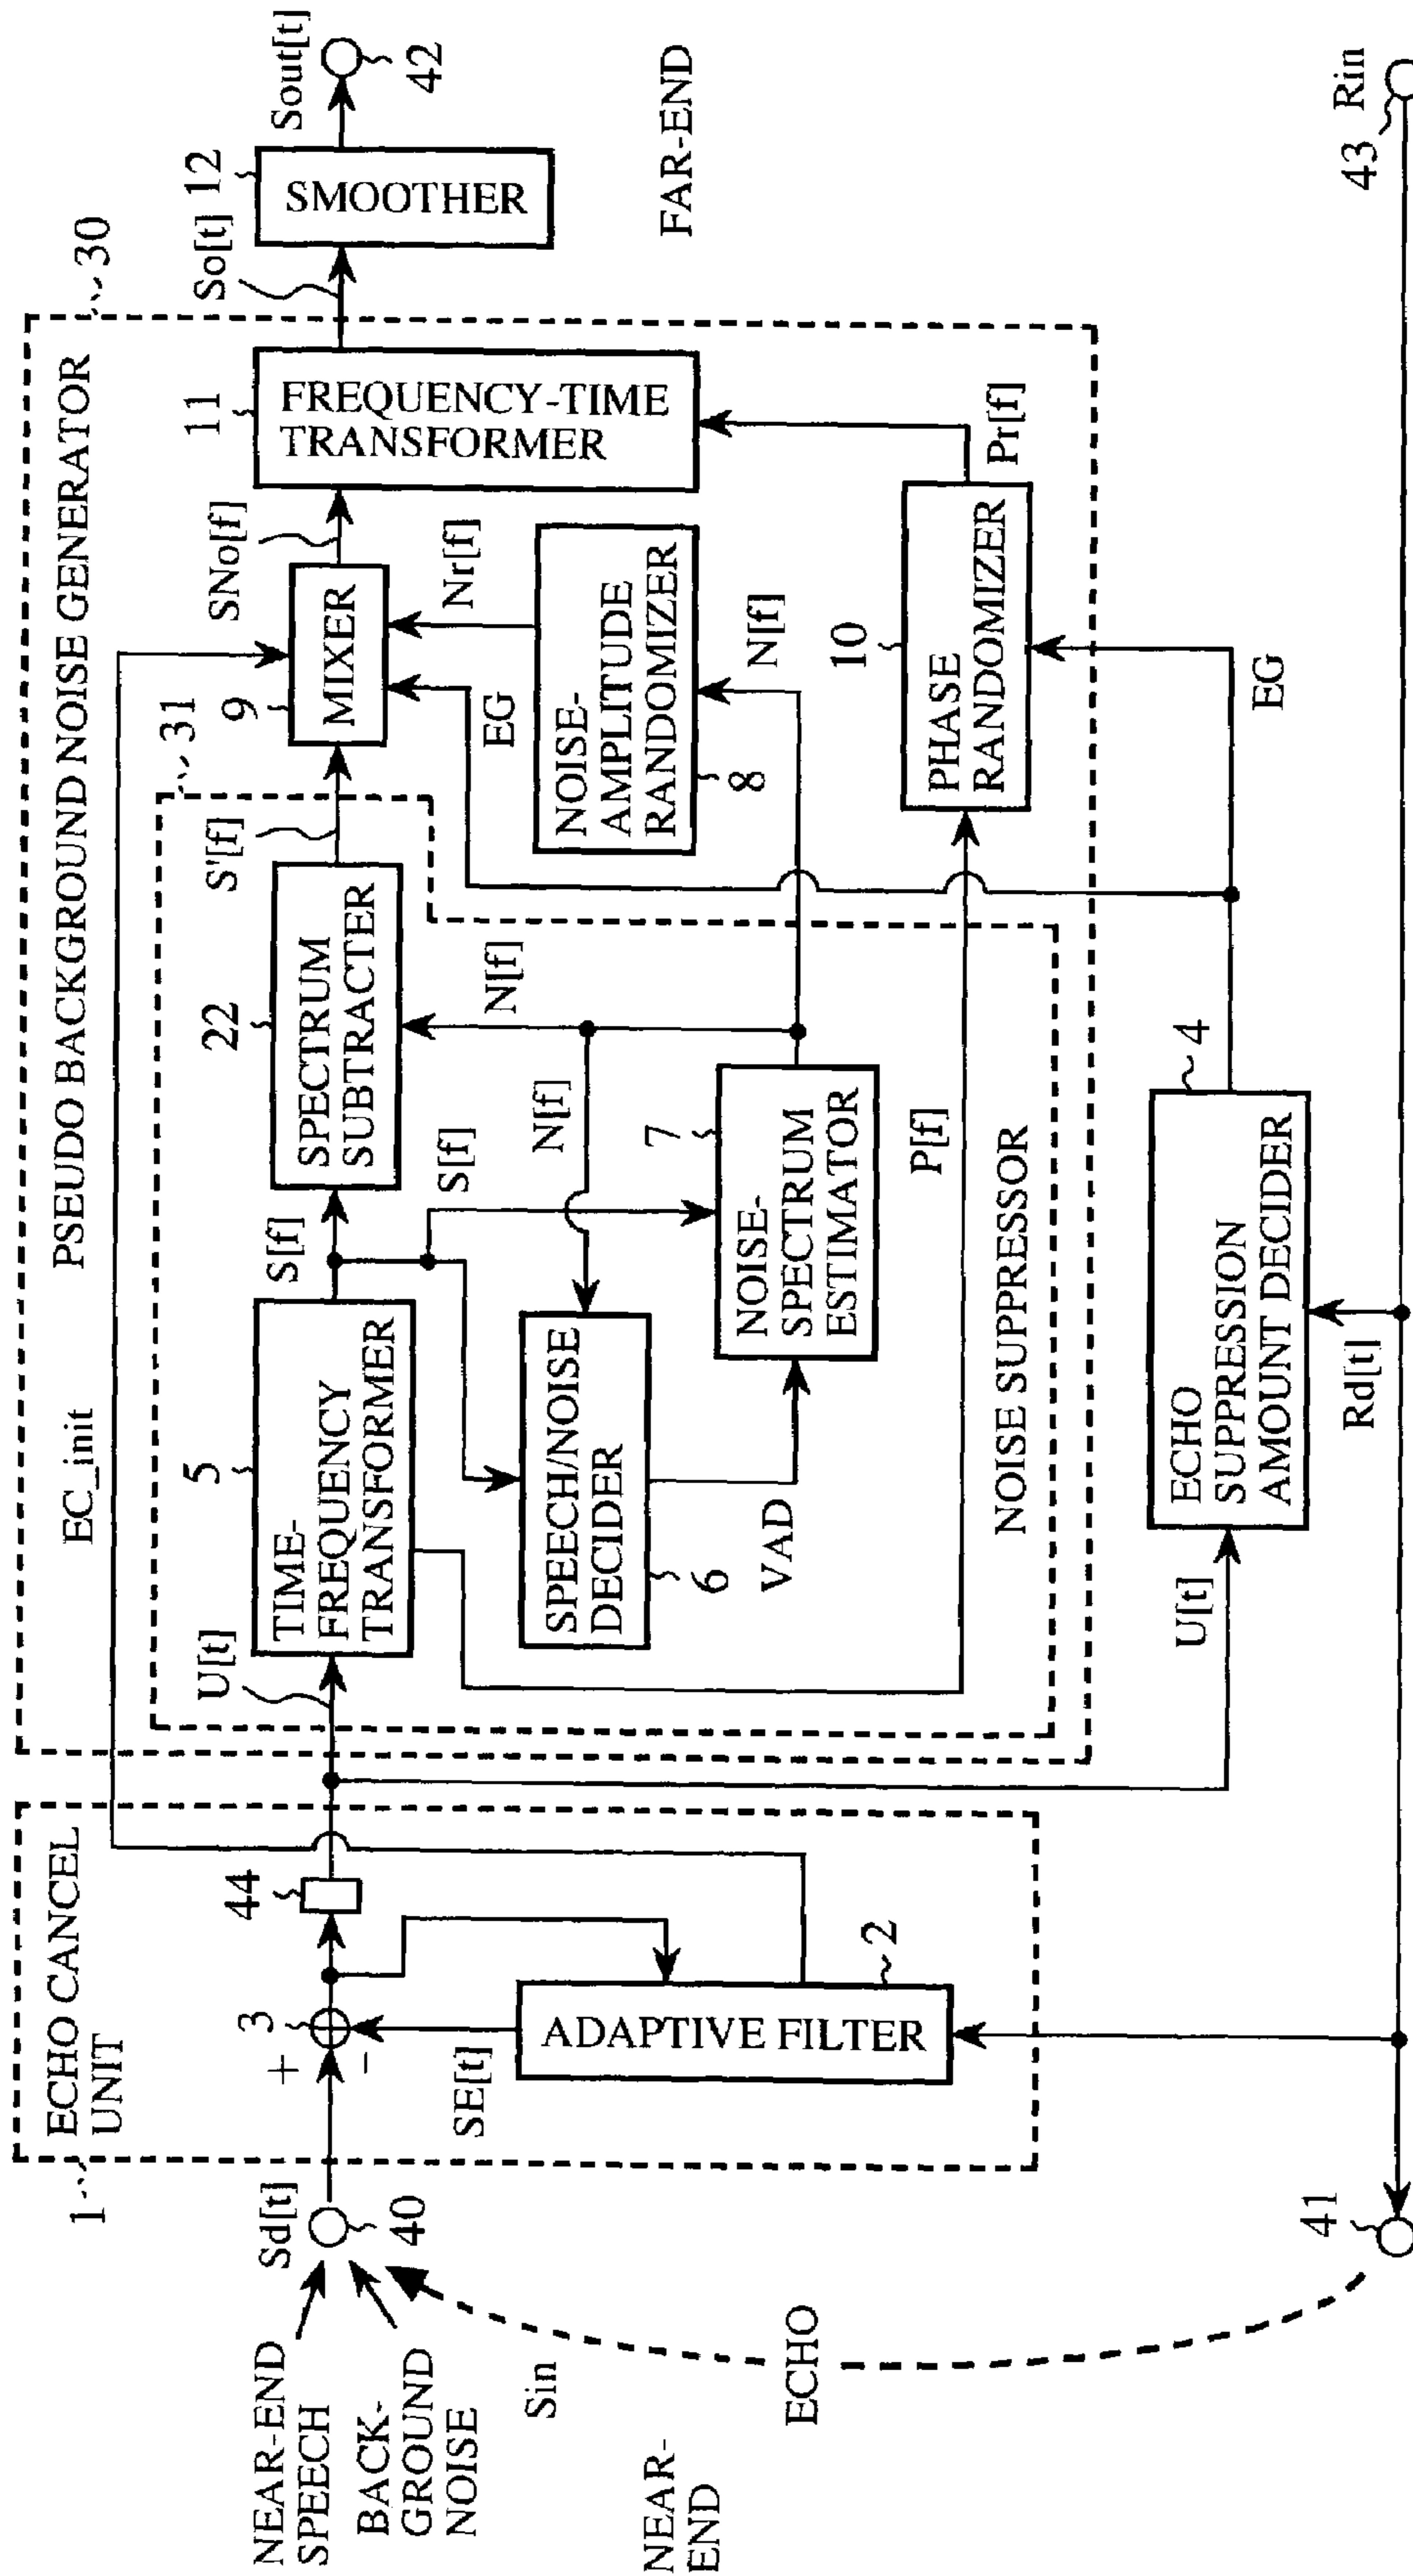 PSEUDO BACKGROUND NOISE GENERATOR
30
EC_init
ECHO CANCEL
UNIT
1
NEAR-END
SPEECH
BACK-
GROUND
NOISE
Sin
NEAR-
END
Sd[t]
40
+
-
3
44
SE[t]
ADAPTIVE FILTER
2
U[t]
5
TIME-
FREQUENCY
TRANSFORMER
S[f]
S[f]
22
SPECTRUM
SUBTRACTER
S'[f]
31
N[f]
N[f]
SPEECH/NOISE
DECIDER
6
VAD
7
NOISE-
SPECTRUM
ESTIMATOR
P[f]
NOISE SUPPRESSOR
9
MIXER
SNo[f]
EG
Nr[f]
NOISE-
AMPLITUDE
RANDOMIZER
8
N[f]
10
PHASE
RANDOMIZER
Pr[f]
11
FREQUENCY-TIME
TRANSFORMER
So[t]
12
SMOOTHER
Sout[t]
42
FAR-END
EG
U[t]
ECHO
SUPPRESSION
AMOUNT DECIDER
4
Rd[t]
ECHO
41
43
Rin